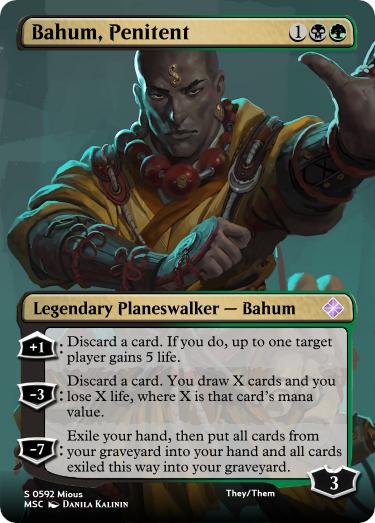 Bahum, Penitent 1
Legendary Planeswalker — Bahum
+1: Discard a card. If you do, up to one target
player gains 5 life.
-3: Discard a card. You draw X cards and you
lose X life, where X is that card's mana
value.
-7: Exile your hand, then put all cards from
your graveyard into your hand and all cards
exiled this way into your graveyard.
3
S 0592 Mious They/Them
MSC Danila Kalinin